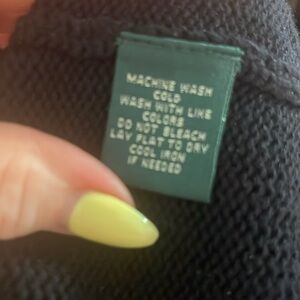 MACHINE WASH
COLD
WASH WITH LIKE
COLORS
DO NOT BLEACH
LAY FLAT TO DRY
COOL IRON
IF NEEDED